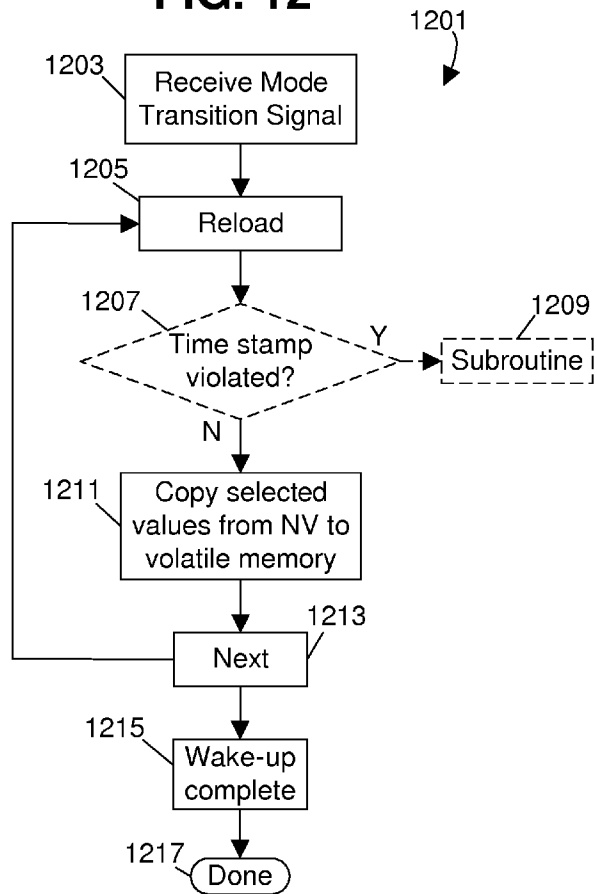 FIG. 12
1201
1203
Receive Mode
Transition Signal
1205
Reload
1207
Time stamp
violated?
Y
1209
Subroutine
N
1211
Copy selected
values from NV to
volatile memory
1213
Next
1215
Wake-up
complete
1217
Done